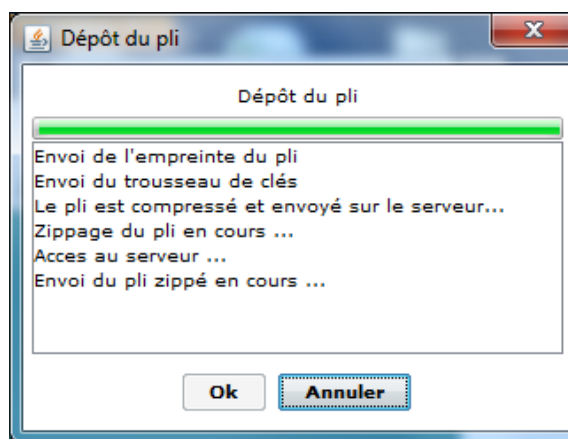 Dépôt du pli
Dépôt du pli
Envoi de l'empreinte du pli
Envoi du trousseau de clés
Le pli est compressé et envoyé sur le serveur...
Zippage du pli en cours ...
Acces au serveur ...
Envoi du pli zippé en cours ...
Ok Annuler